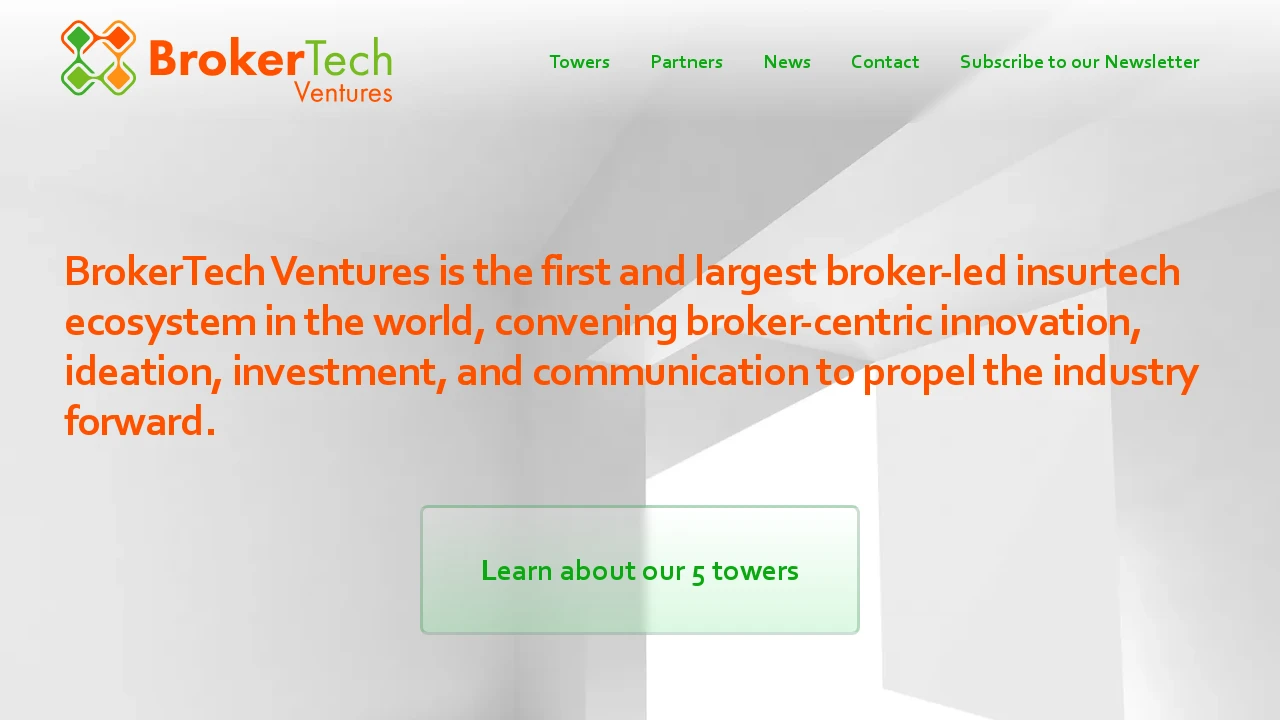 BrokerTech
Ventures
Towers Partners News Contact Subscribe to our Newsletter
BrokerTech Ventures is the first and largest broker-led insurtech
ecosystem in the world, convening broker-centric innovation,
ideation, investment, and communication to propel the industry
forward.
Learn about our 5 towers